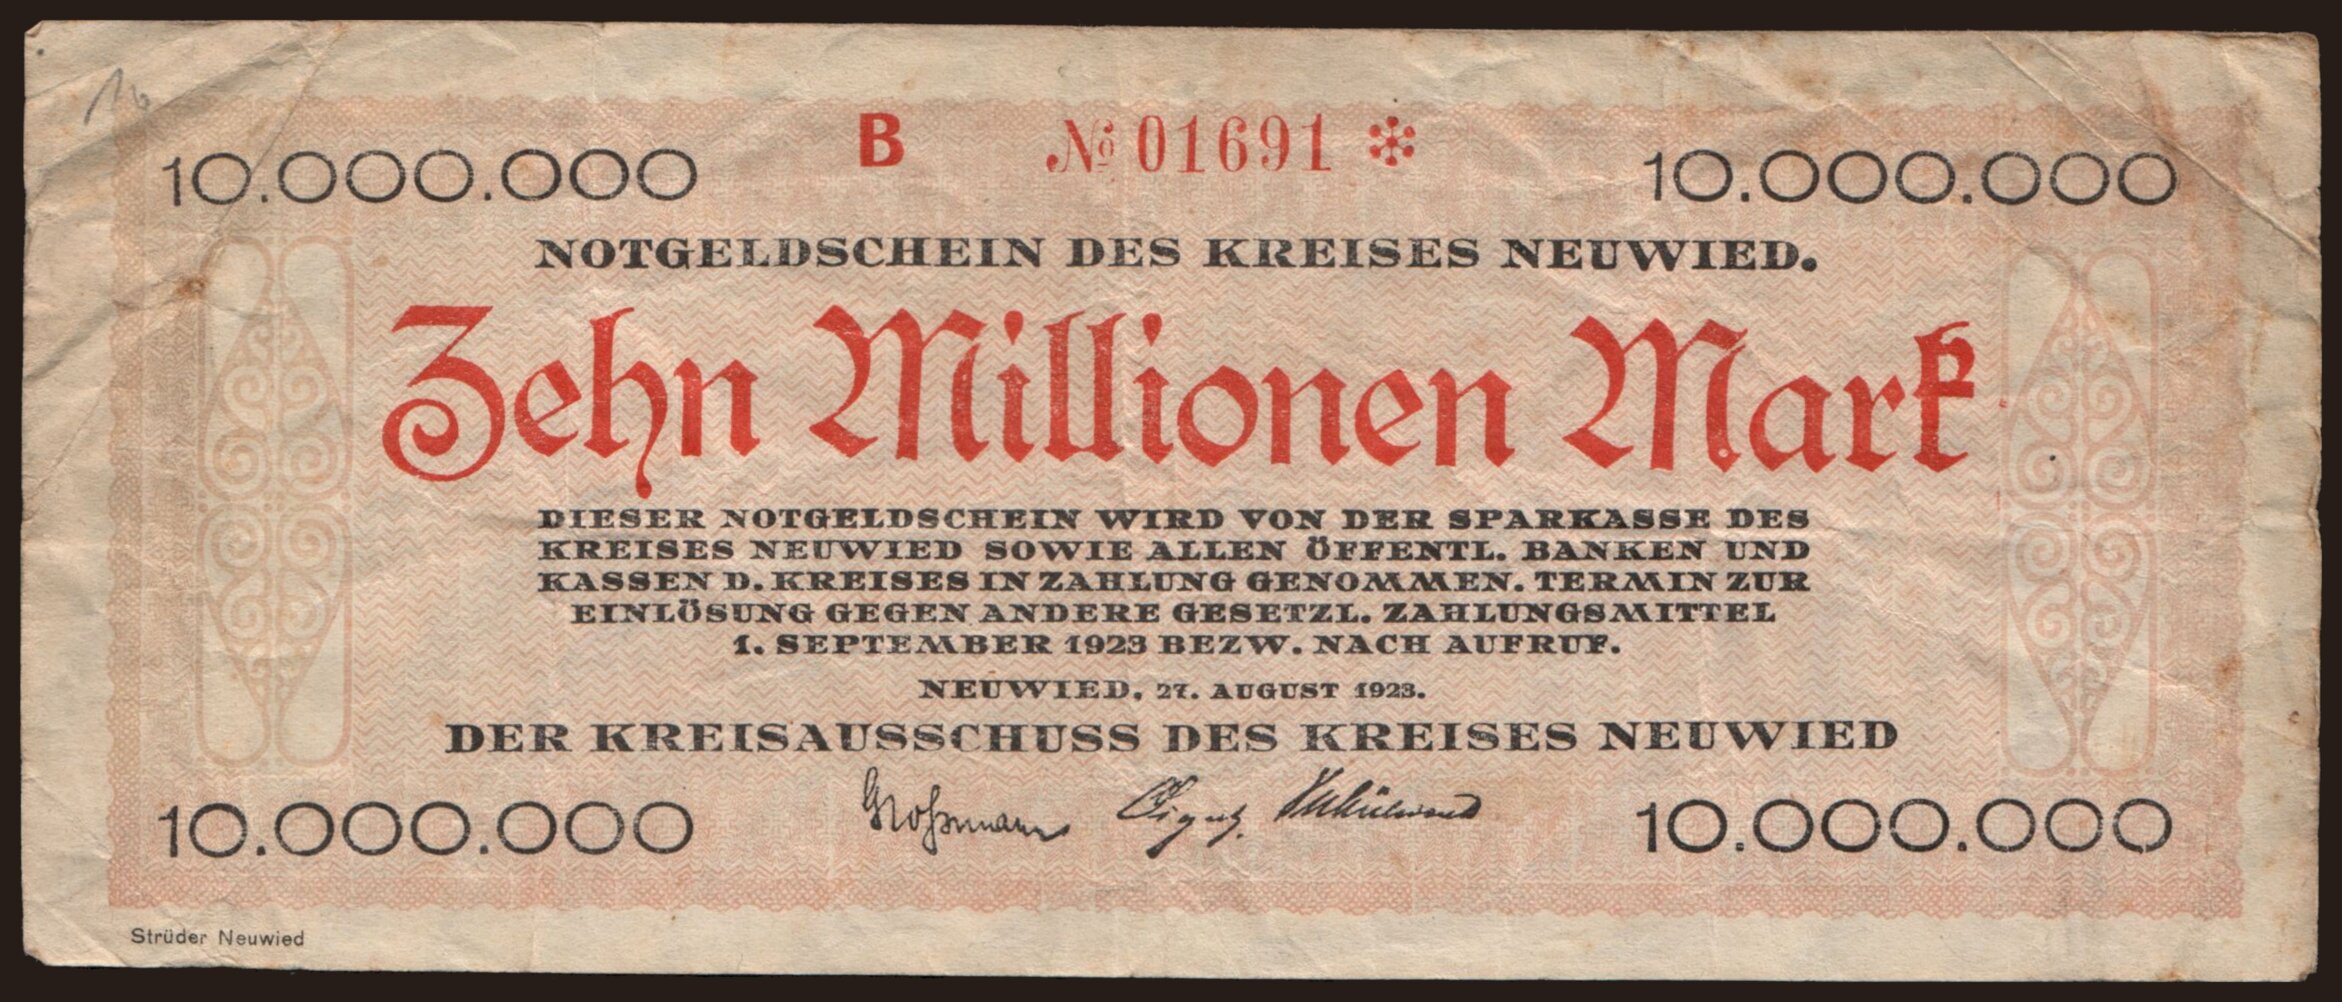 10.000.000 B No 01691 * 10.000.000
NOTGELDSCHEIN DES KREISES NEUWIED.
Zehn Millionen Mark
DIESER NOTGELDSCHEIN WIRD VON DER SPARKASSE DES
KREISES NEUWIED SOWIE ALLEN ÖFFENTL. BANKEN UND
KASSEN D. KREISES IN ZAHLUNG GENOMMEN. TERMIN ZUR
EINLÖSUNG GEGEN ANDERE GESETZL. ZAHLUNGSMITTEL
1. SEPTEMBER 1923 BEZW. NACH AUFRUF.
NEUWIED, 27. AUGUST 1923.
DER KREISAUSSCHUSS DES KREISES NEUWIED
Großmann
10.000.000 10.000.000
Strüder Neuwied